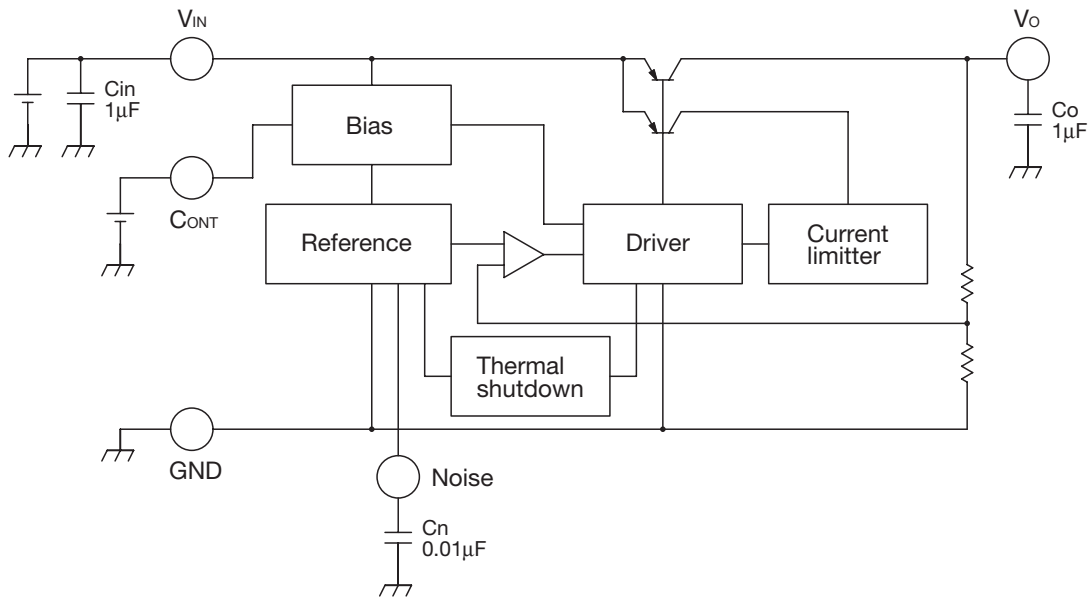 VIN
VO
Cin
1μF
Bias
Co
1μF
CONT
Reference
Driver
Current
limitter
Thermal
shutdown
GND
Noise
Cn
0.01μF